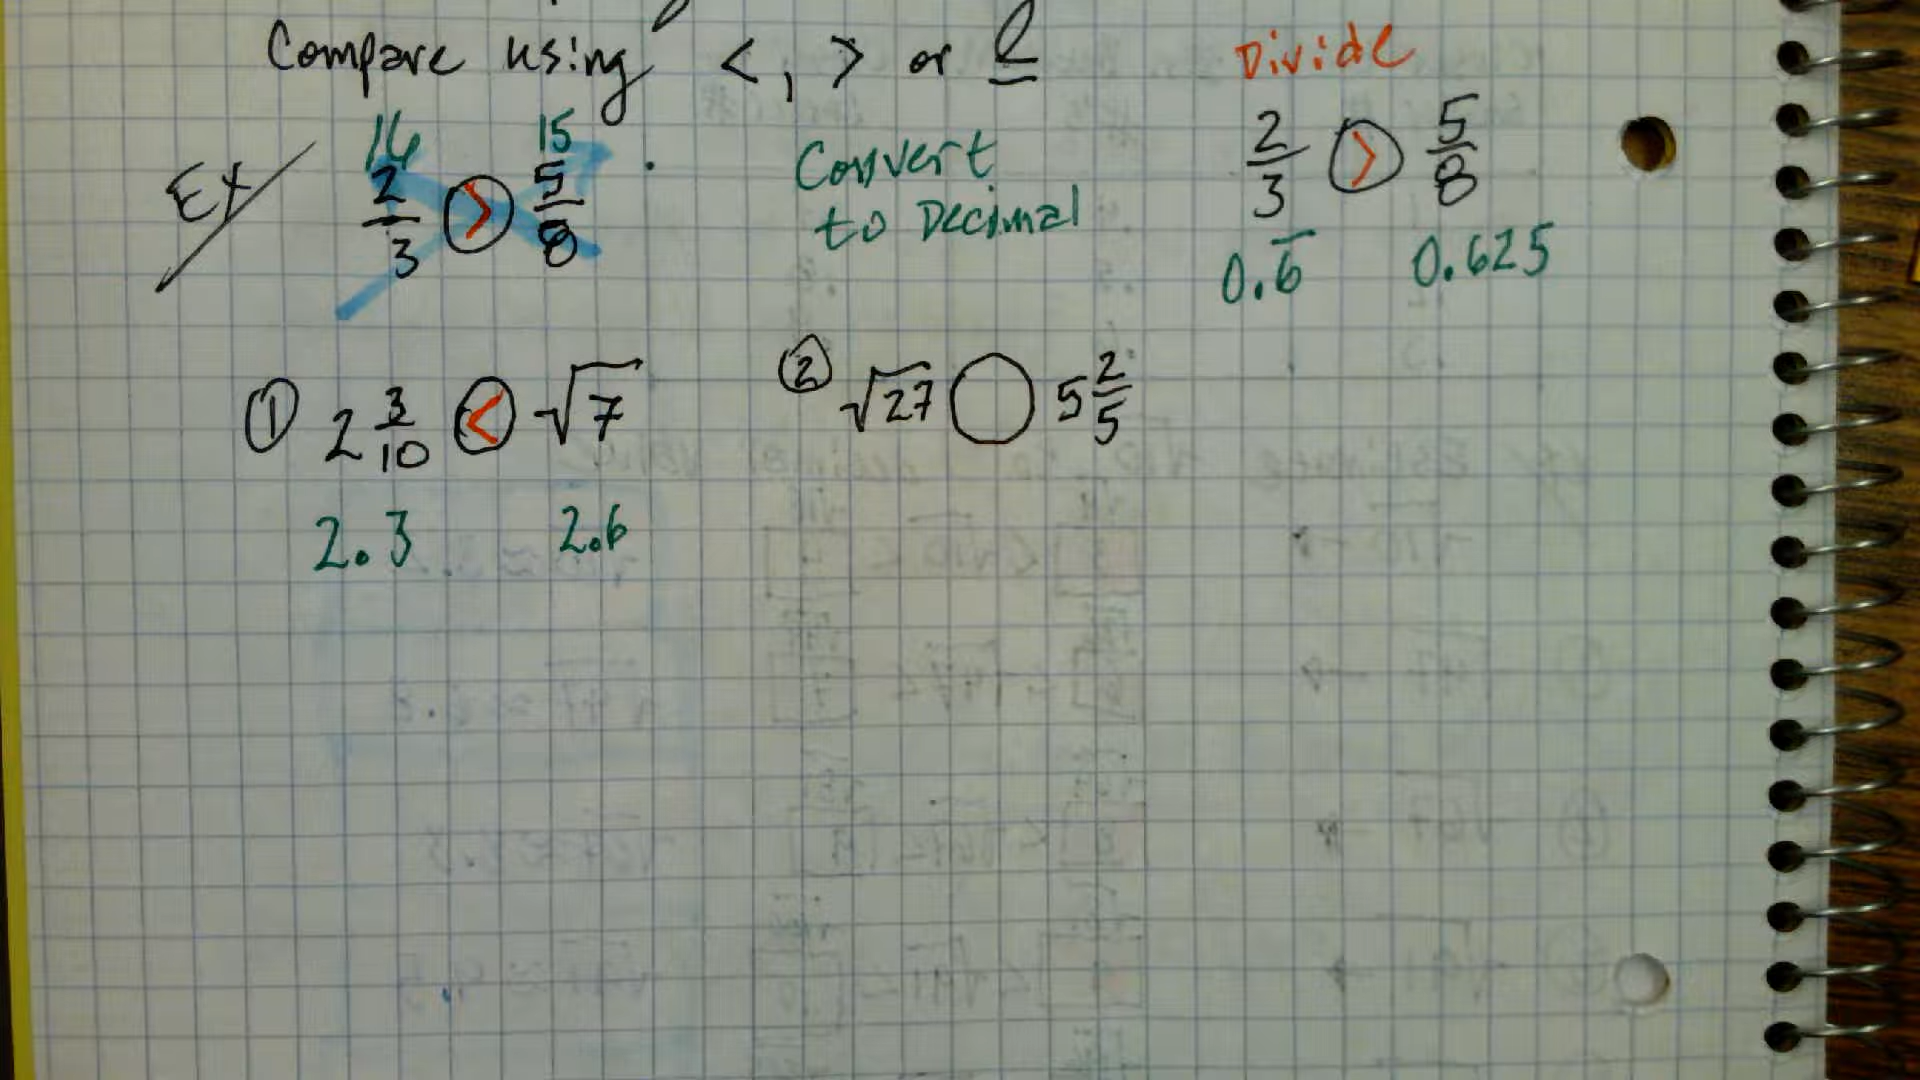 Compare using <, > or =
Divide
Ex
16 15
2/3 > 5/8
Convert
to Decimal
2/3 > 5/8
0.6̅ 0.625
① 2 3/10 < √7
② √27 5 2/5
2.3 2.6